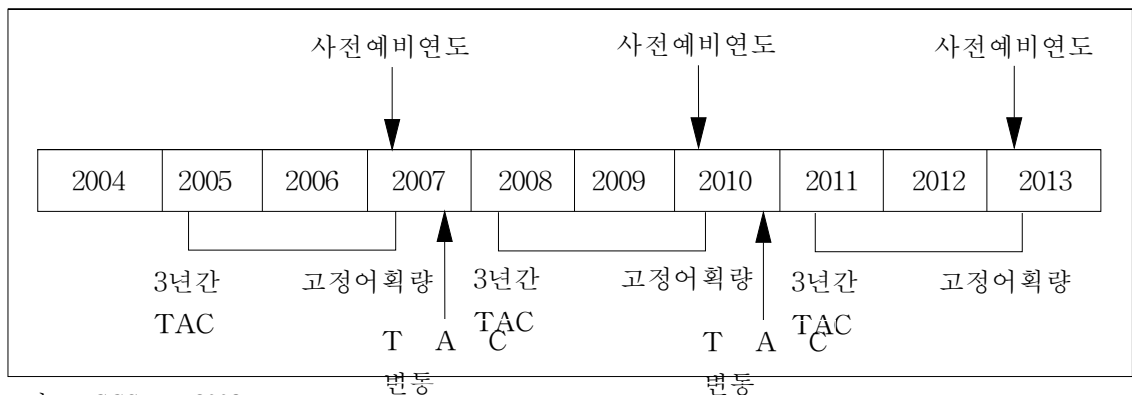 사전예비연도 사전예비연도 사전예비연도
2004 2005 2006 2007 2008 2009 2010 2011 2012 2013
3년간 고정어획량 3년간 고정어획량 3년간 고정어획량
TAC TAC TAC
T A C T A C
변동 변동